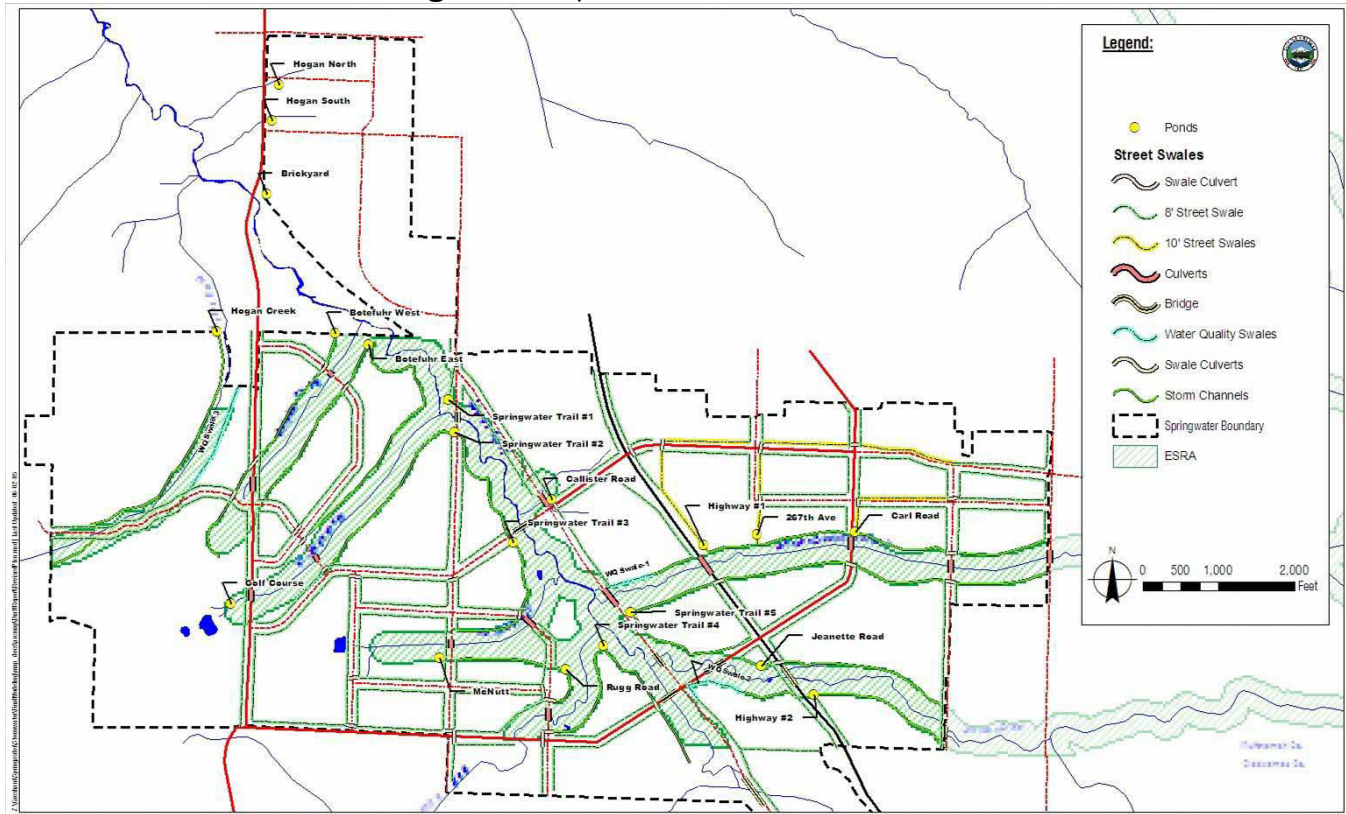 Hogan North
Hogan South
Brickyard
Hogan Creek
Botefuhr West
Botefuhr East
WQ Swale 3
Springwater Trail #1
Springwater Trail #2
Callister Road
Springwater Trail #3
Highway #1
267th Ave
Carl Road
WQ Swale 1
Golf Course
Springwater Trail #5
Springwater Trail #4
Jeanette Road
WQ Swale 2
McNutt
Rugg Road
Highway #2
Legend:
Ponds
Street Swales
Swale Culvert
8' Street Swale
10' Street Swales
Culverts
Bridge
Water Quality Swales
Swale Culverts
Storm Channels
Springwater Boundary
ESRA
N
0 500 1,000 2,000
Feet